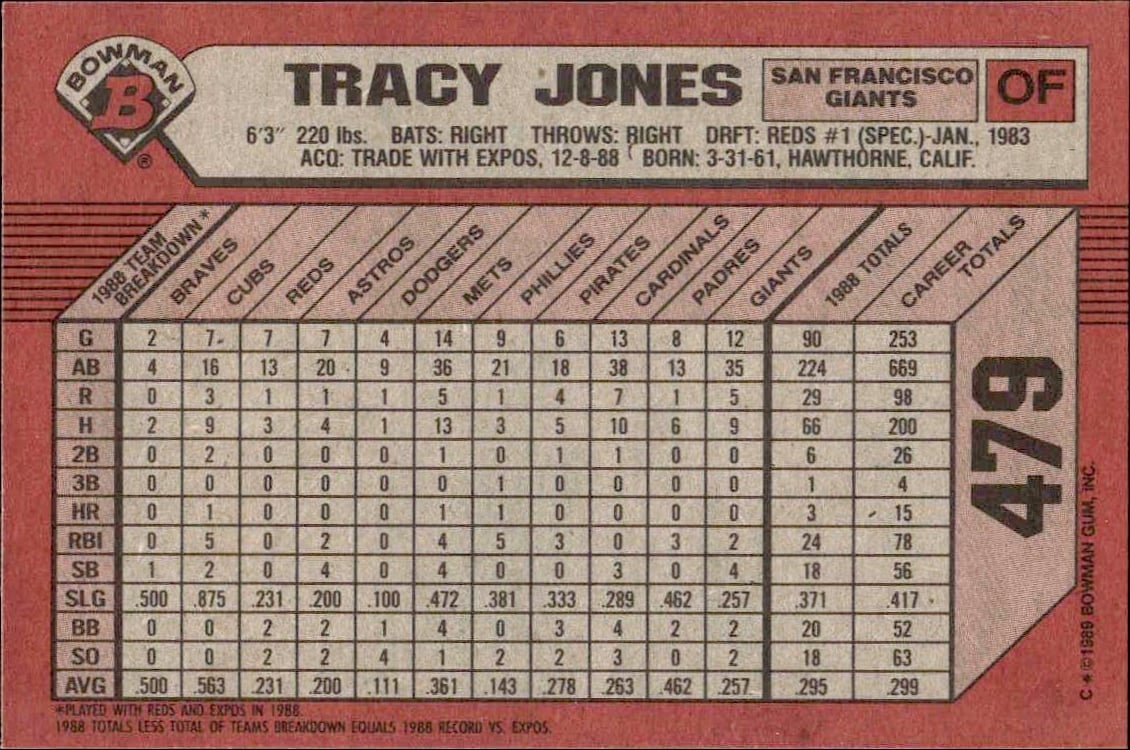 BOWMAN
B
®
TRACY JONES
SAN FRANCISCO
GIANTS
OF
6'3" 220 lbs. BATS: RIGHT THROWS: RIGHT DRFT: REDS #1 (SPEC.)-JAN., 1983
ACQ: TRADE WITH EXPOS, 12-8-88 BORN: 3-31-61, HAWTHORNE, CALIF.
1988 TEAM BREAKDOWN* BRAVES CUBS REDS ASTROS DODGERS METS PHILLIES PIRATES CARDINALS PADRES GIANTS 1988 TOTALS CAREER TOTALS
G 2 7 7 7 4 14 9 6 13 8 12 90 253
AB 4 16 13 20 9 36 21 18 38 13 35 224 669
R 0 3 1 1 1 5 1 4 7 1 5 29 98
H 2 9 3 4 1 13 3 5 10 6 9 66 200
2B 0 2 0 0 0 1 0 1 1 0 0 6 26
3B 0 0 0 0 0 0 1 0 0 0 0 1 4
HR 0 1 0 0 0 1 1 0 0 0 0 3 15
RBI 0 5 0 2 0 4 5 3 0 3 2 24 78
SB 1 2 0 4 0 4 0 0 3 0 4 18 56
SLG .500 .875 .231 .200 .100 .472 .381 .333 .289 .462 .257 .371 .417
BB 0 0 2 2 1 4 0 3 4 2 2 20 52
SO 0 0 2 2 4 1 2 2 3 0 2 18 63
AVG .500 .563 .231 .200 .111 .361 .143 .278 .263 .462 .257 .295 .299
479
*PLAYED WITH REDS AND EXPOS IN 1988.
1988 TOTALS LESS TOTAL OF TEAMS BREAKDOWN EQUALS 1988 RECORD VS. EXPOS.
C*©1989 BOWMAN GUM, INC.